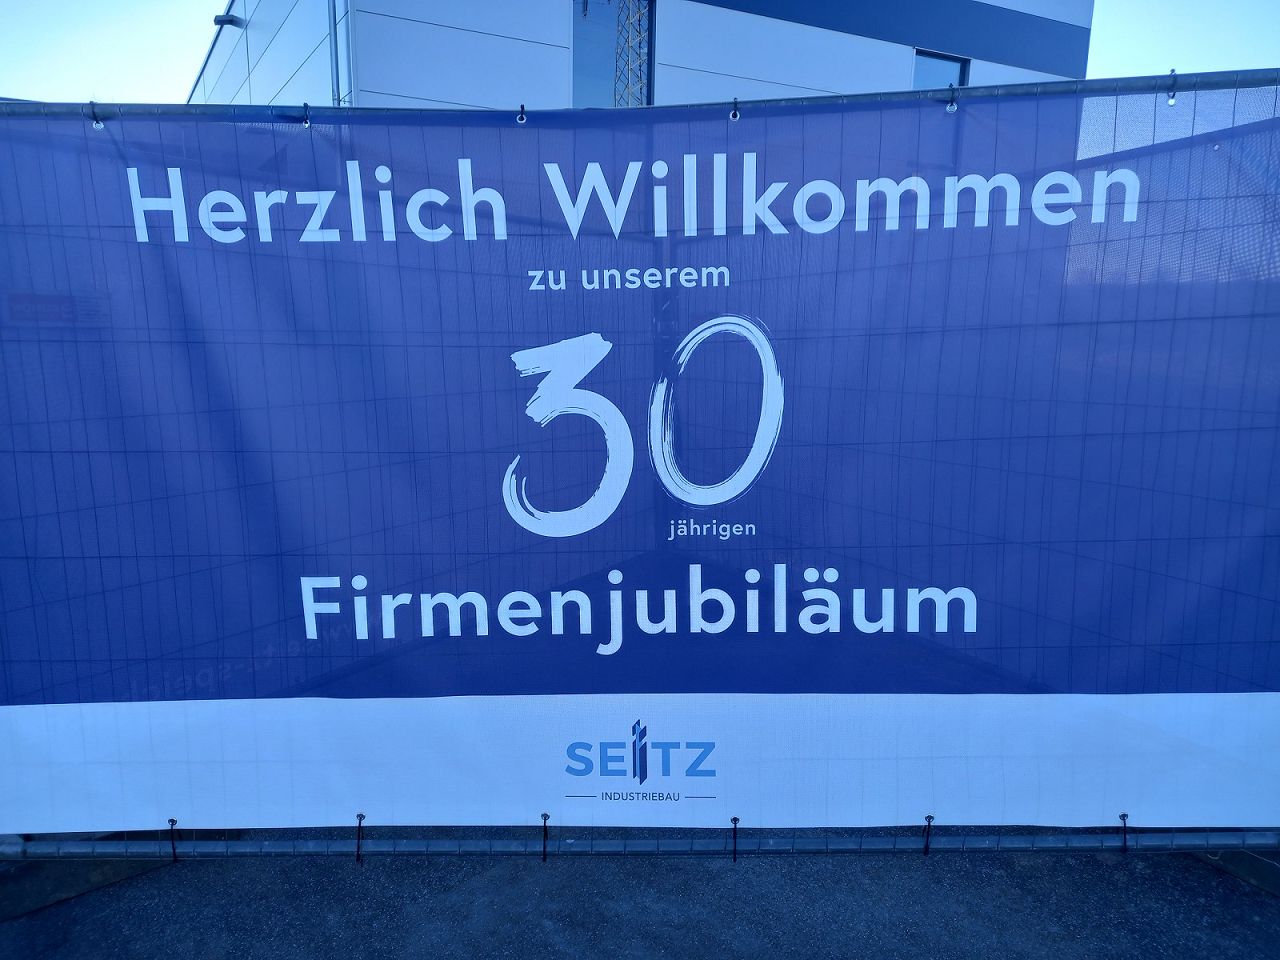 Herzlich Willkommen
zu unserem
30
jährigen
Firmenjubiläum
SEITZ
INDUSTRIEBAU